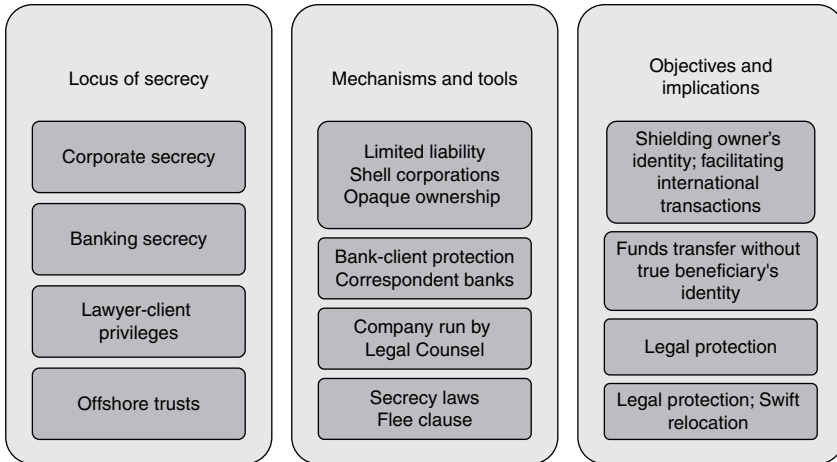 Locus of secrecy
Corporate secrecy
Banking secrecy
Lawyer-client
privileges
Offshore trusts
Mechanisms and tools
Limited liability
Shell corporations
Opaque ownership
Bank-client protection
Correspondent banks
Company run by
Legal Counsel
Secrecy laws
Flee clause
Objectives and
implications
Shielding owner’s
identity; facilitating
international
transactions
Funds transfer without
true beneficiary's
identity
Legal protection
Legal protection; Swift
relocation